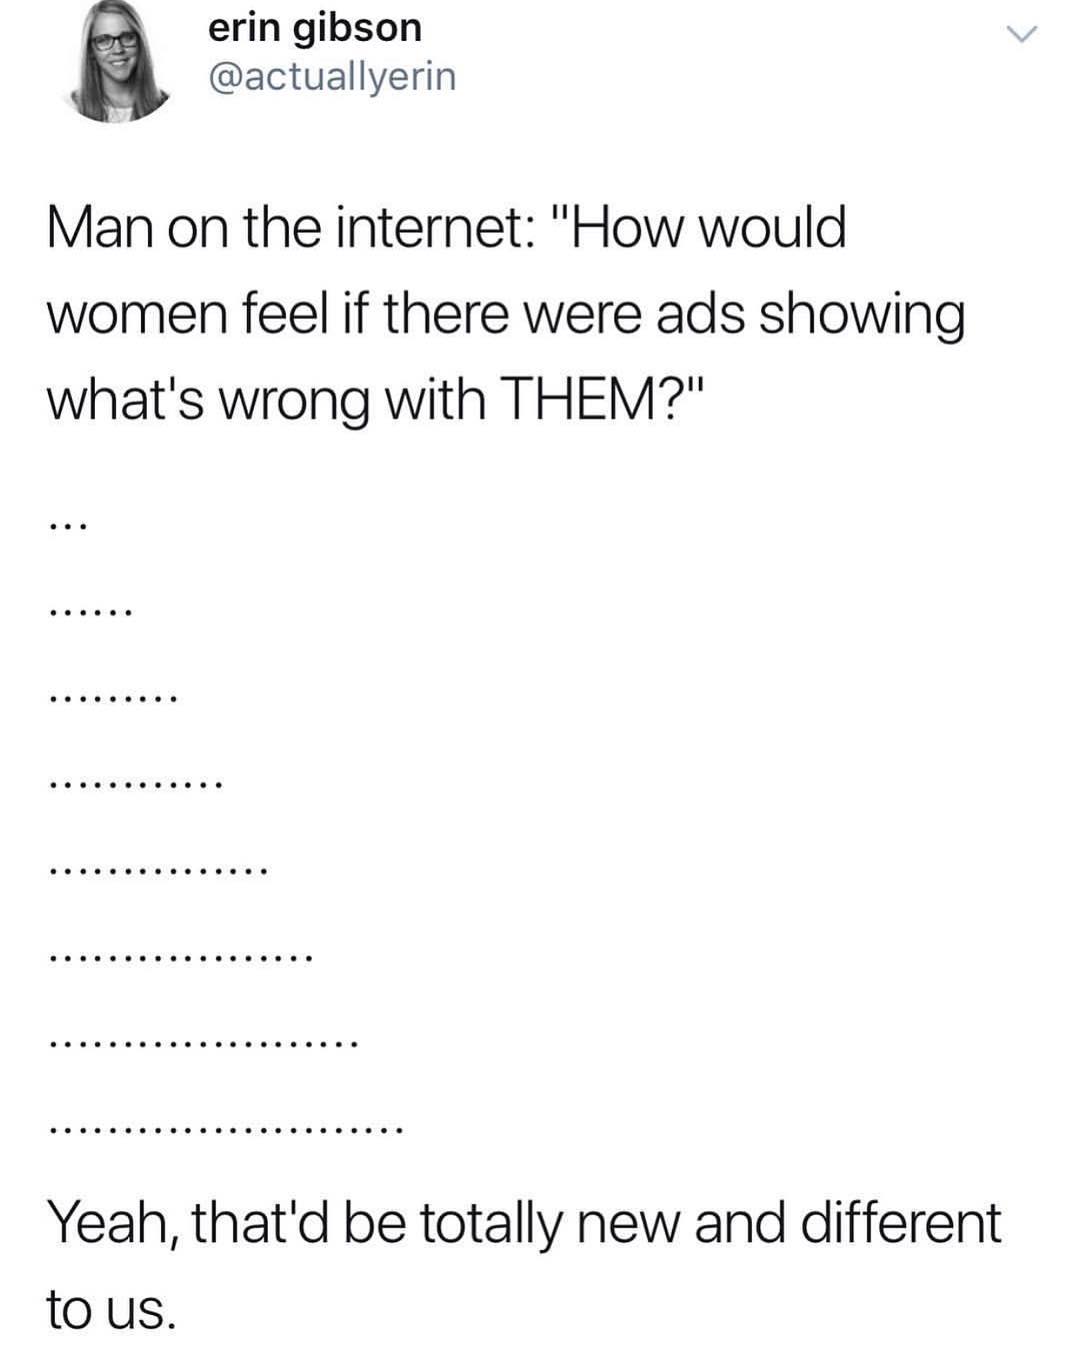 erin gibson
@actuallyerin
Man on the internet: "How would
women feel if there were ads showing
what's wrong with THEM?"
...
......
.........
............
...............
..................
.....................
........................
Yeah, that'd be totally new and different
to us.